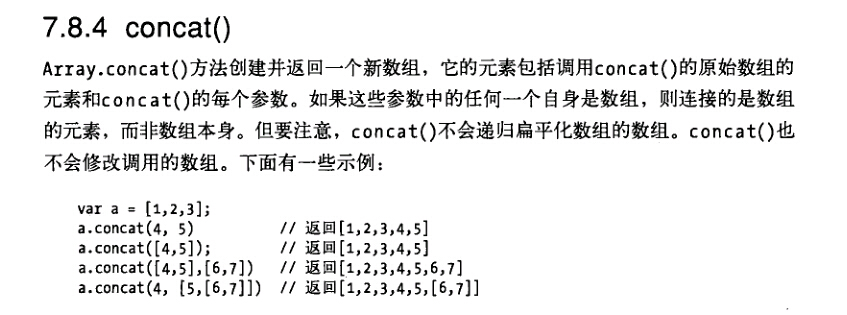 7.8.4 concat()
Array.concat()方法创建并返回一个新数组，它的元素包括调用concat()的原始数组的
元素和concat()的每个参数。如果这些参数中的任何一个自身是数组，则连接的是数组
的元素，而非数组本身。但要注意，concat()不会递归扁平化数组的数组。concat()也
不会修改调用的数组。下面有一些示例：
var a = [1,2,3];
a.concat(4, 5) // 返回[1,2,3,4,5]
a.concat([4,5]); // 返回[1,2,3,4,5]
a.concat([4,5],[6,7]) // 返回[1,2,3,4,5,6,7]
a.concat(4, [5,[6,7]]) // 返回[1,2,3,4,5,[6,7]]